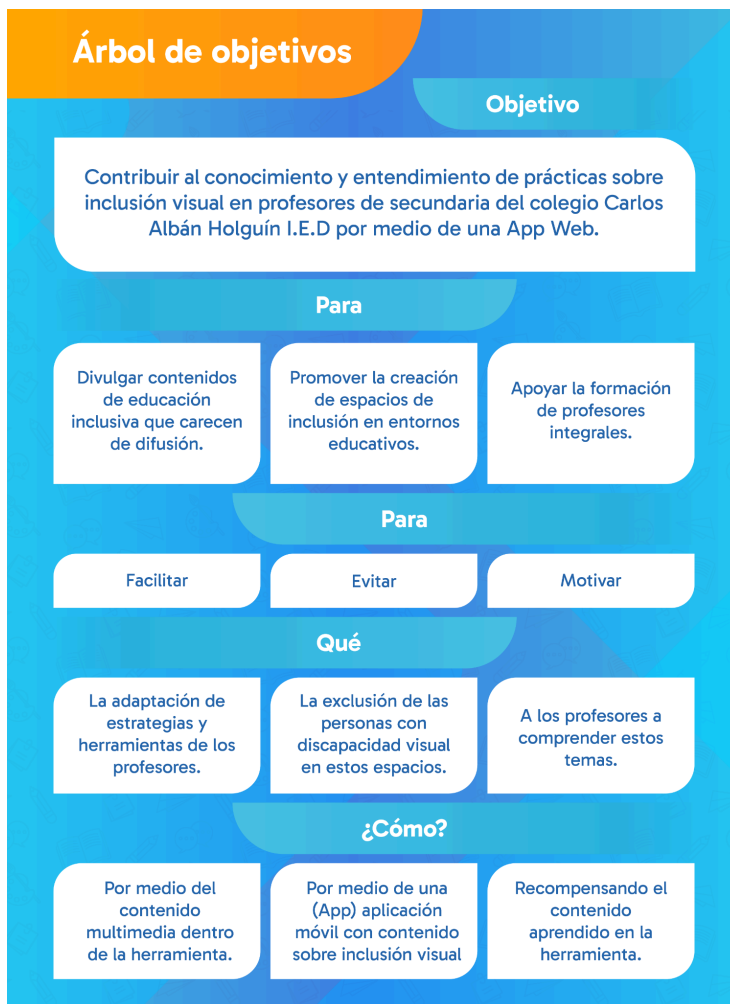 Árbol de objetivos
Objetivo
Contribuir al conocimiento y entendimiento de prácticas sobre
inclusión visual en profesores de secundaria del colegio Carlos
Albán Holguín I.E.D por medio de una App Web.
Para
Divulgar contenidos
de educación
inclusiva que carecen
de difusión.
Promover la creación
de espacios de
inclusión en entornos
educativos.
Apoyar la formación
de profesores
integrales.
Para
Facilitar
Evitar
Motivar
Qué
La adaptación de
estrategias y
herramientas de los
profesores.
La exclusión de las
personas con
discapacidad visual
en estos espacios.
A los profesores a
comprender estos
temas.
¿Cómo?
Por medio del
contenido
multimedia dentro
de la herramienta.
Por medio de una
(App) aplicación
móvil con contenido
sobre inclusión visual
Recompensando el
contenido
aprendido en la
herramienta.